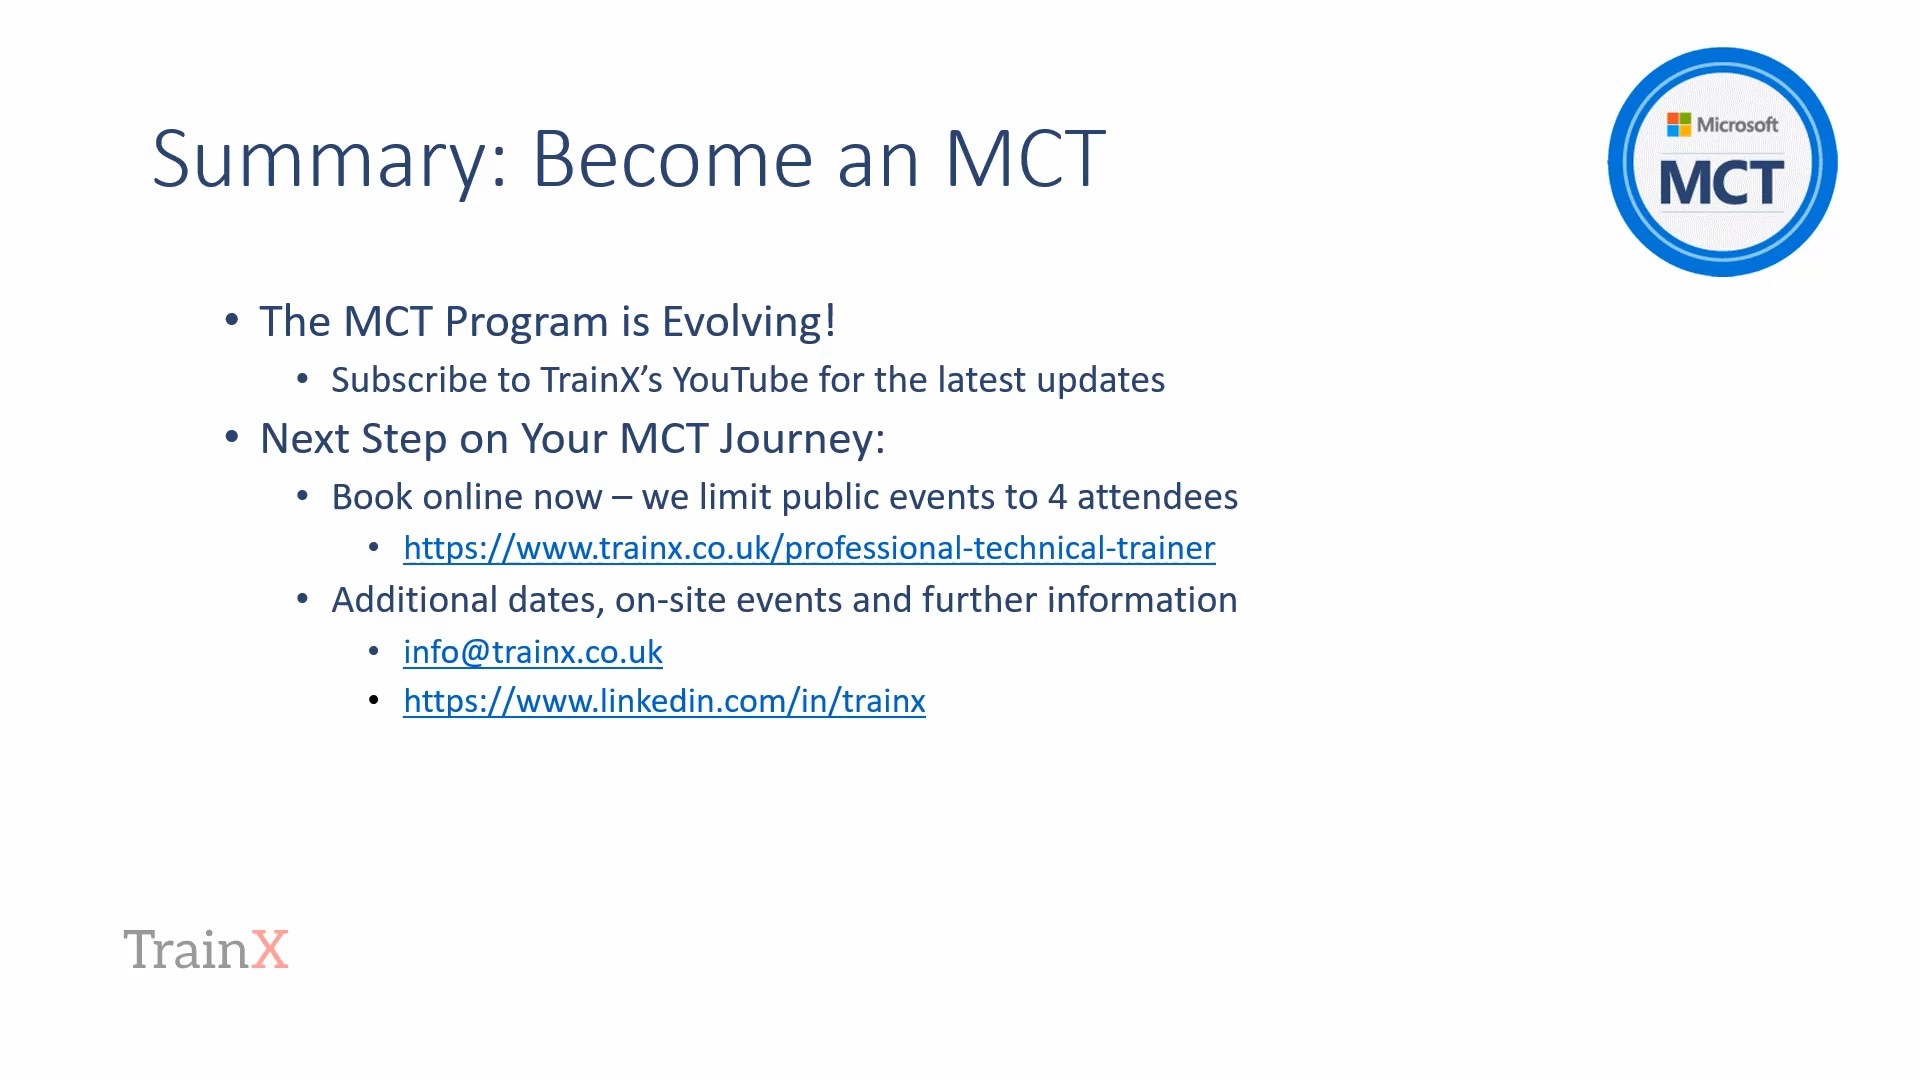 Summary: Become an MCT
Microsoft
MCT
• The MCT Program is Evolving!
• Subscribe to TrainX’s YouTube for the latest updates
• Next Step on Your MCT Journey:
• Book online now – we limit public events to 4 attendees
• https://www.trainx.co.uk/professional-technical-trainer
• Additional dates, on-site events and further information
• info@trainx.co.uk
• https://www.linkedin.com/in/trainx
TrainX